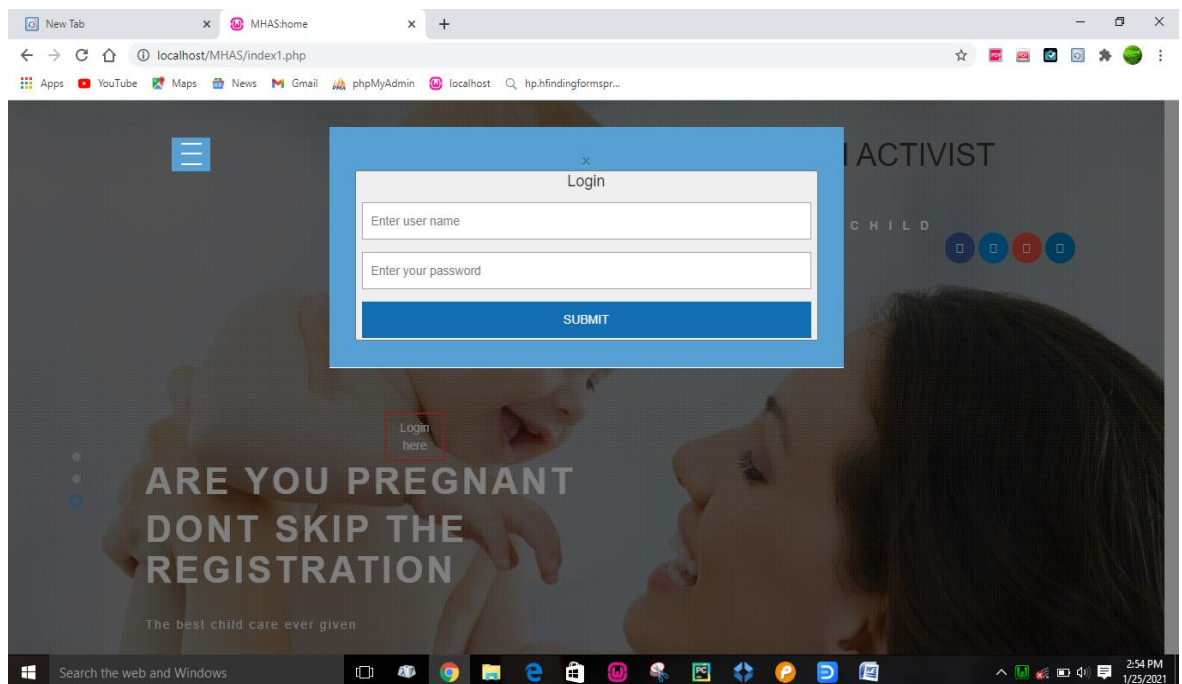 New Tab
MHAS:home
localhost/MHAS/index1.php
Apps YouTube Maps News Gmail phpMyAdmin localhost hp.hfindingformspr...
ACTIVIST
Login
Enter user name
CHILD
Enter your password
SUBMIT
Login
here
ARE YOU PREGNANT
DONT SKIP THE
REGISTRATION
The best child care ever given
Search the web and Windows
2:54 PM
1/25/2021